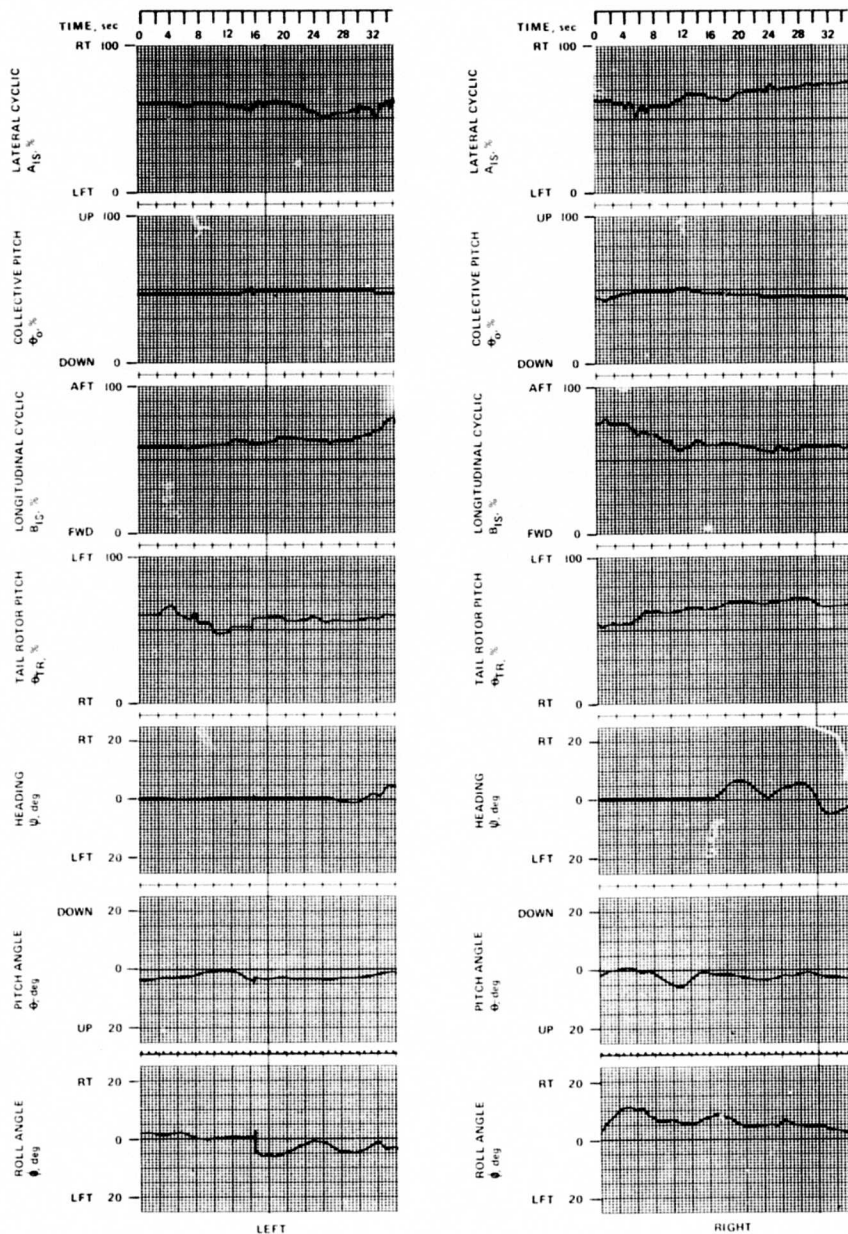 TIME, sec
0 4 8 12 16 20 24 28 32
RT 100
LATERAL CYCLIC
A1S, %
LFT 0
UP 100
COLLECTIVE PITCH
θo, %
DOWN 0
AFT 100
LONGITUDINAL CYCLIC
B1S, %
FWD 0
LFT 100
TAIL ROTOR PITCH
θTR, %
RT 0
RT 20
HEADING
ψ, deg
0
LFT 20
DOWN 20
PITCH ANGLE
θ, deg
0
UP 20
RT 20
ROLL ANGLE
ϕ, deg
0
LFT 20
LEFT
TIME, sec
0 4 8 12 16 20 24 28 32
RT 100
LATERAL CYCLIC
A1S, %
LFT 0
UP 100
COLLECTIVE PITCH
θo, %
DOWN 0
AFT 100
LONGITUDINAL CYCLIC
B1S, %
FWD 0
LFT 100
TAIL ROTOR PITCH
θTR, %
RT 0
RT 20
HEADING
ψ, deg
0
LFT 20
DOWN 20
PITCH ANGLE
θ, deg
0
UP 20
RT 20
ROLL ANGLE
ϕ, deg
0
LFT 20
RIGHT